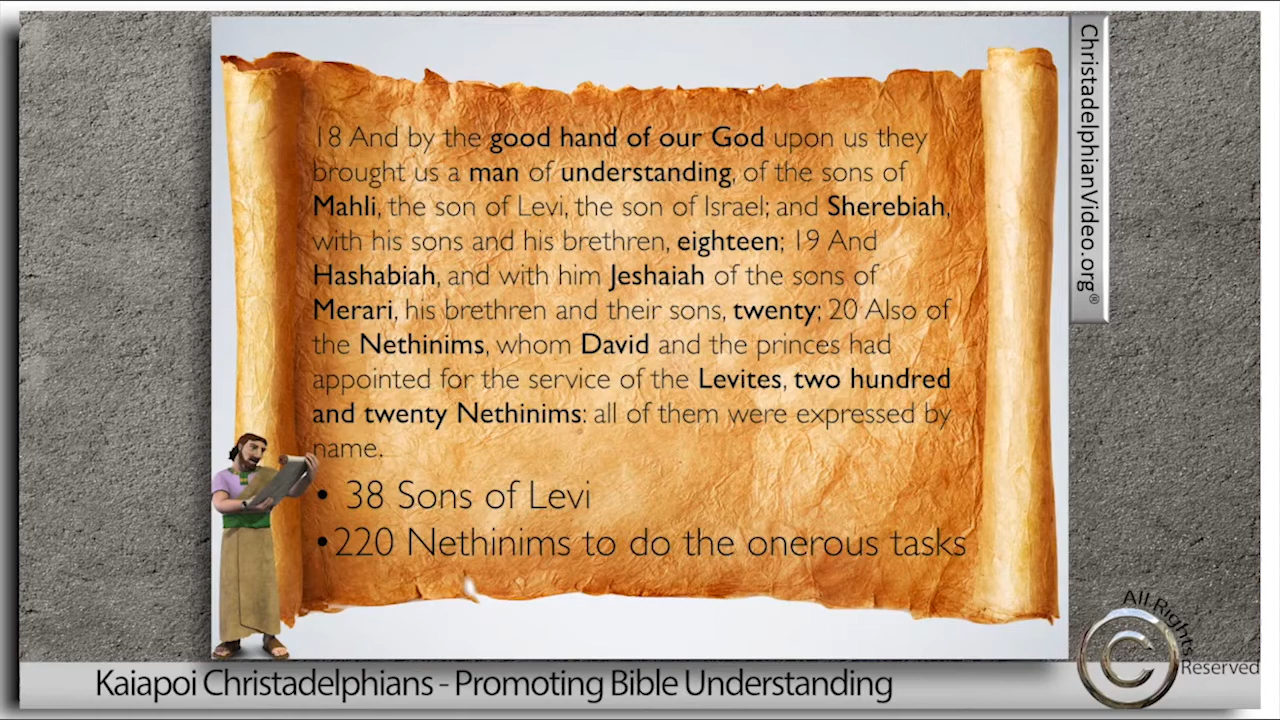 18 And by the good hand of our God upon us they
brought us a man of understanding, of the sons of
Mahli, the son of Levi, the son of Israel; and Sherebiah,
with his sons and his brethren, eighteen; 19 And
Hashabiah, and with him Jeshaiah of the sons of
Merari, his brethren and their sons, twenty; 20 Also of
the Nethinims, whom David and the princes had
appointed for the service of the Levites, two hundred
and twenty Nethinims: all of them were expressed by
name.
• 38 Sons of Levi
•220 Nethinims to do the onerous tasks
ChristadelphianVideo.org®
All Rights
Reserved
Kaiapoi Christadelphians - Promoting Bible Understanding